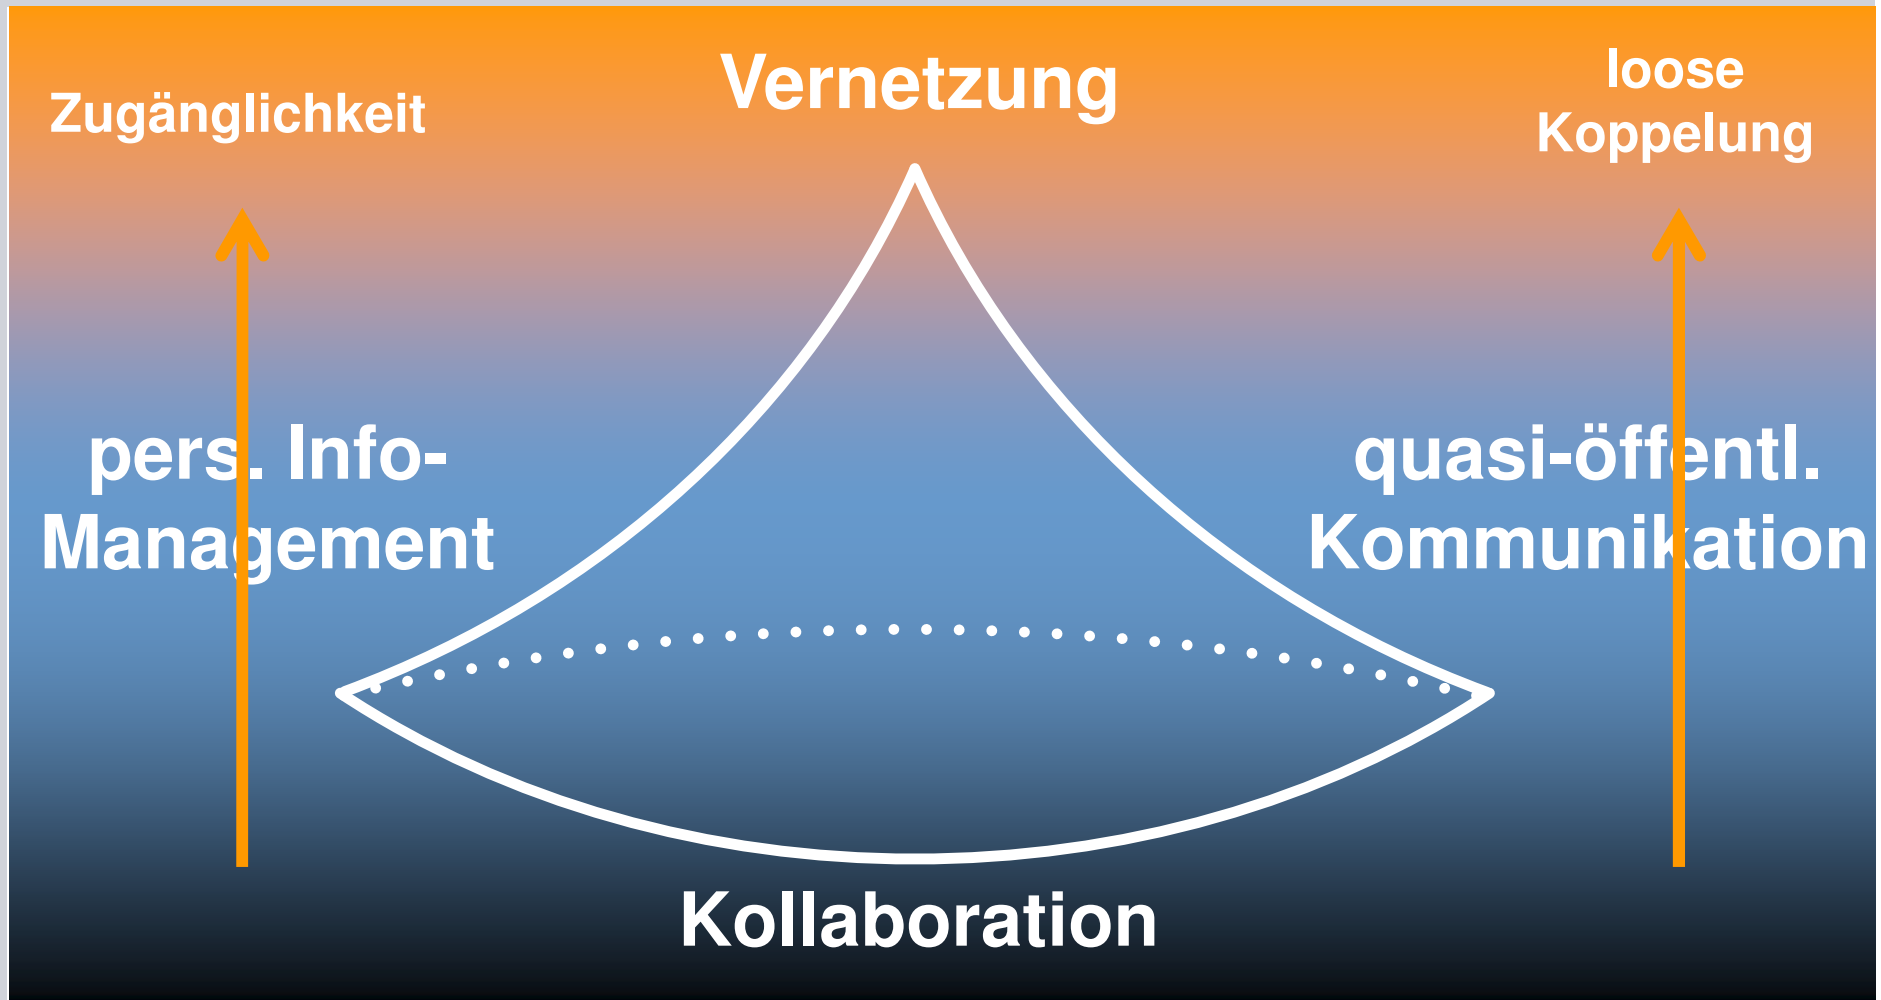 Vernetzung
Zugänglichkeit
loose
Koppelung
pers. Info-
Management
quasi-öffentl.
Kommunikation
Kollaboration